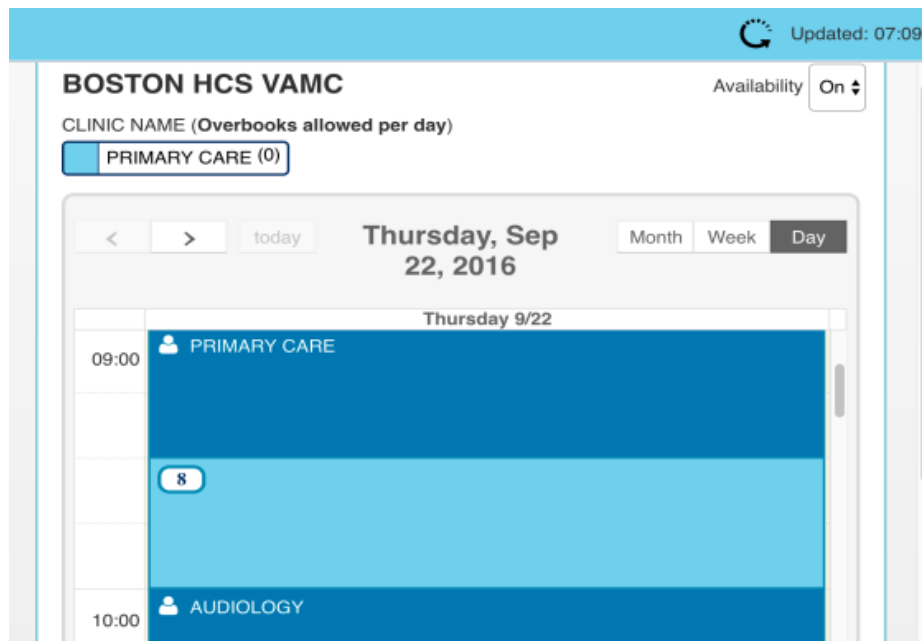 Updated: 07:09
BOSTON HCS VAMC
Availability On
CLINIC NAME (Overbooks allowed per day)
PRIMARY CARE (0)
< > today
Thursday, Sep
22, 2016
Month Week Day
Thursday 9/22
09:00 PRIMARY CARE
8
10:00 AUDIOLOGY